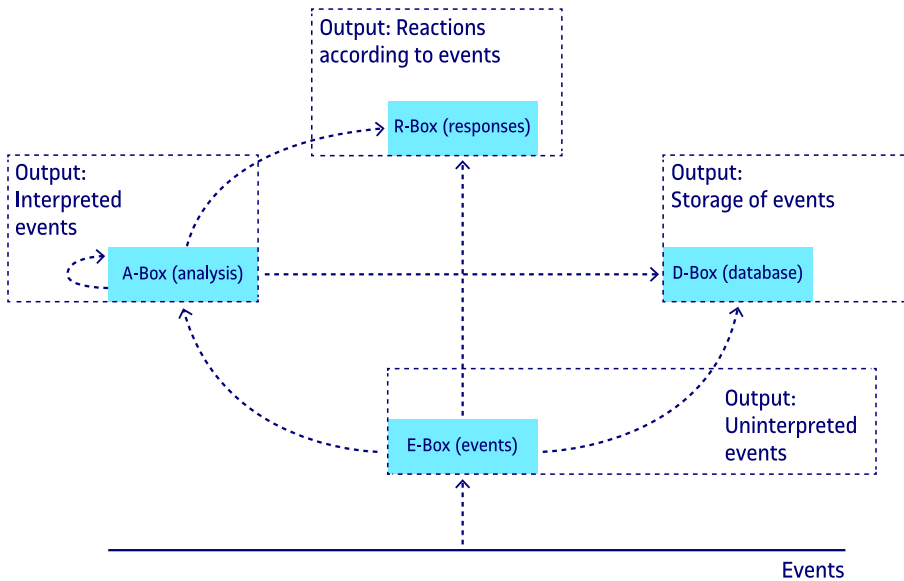 Output: Reactions
according to events
R-Box (responses)
Output:
Interpreted
events
A-Box (analysis)
Output:
Storage of events
D-Box (database)
Output:
Uninterpreted
events
E-Box (events)
Events